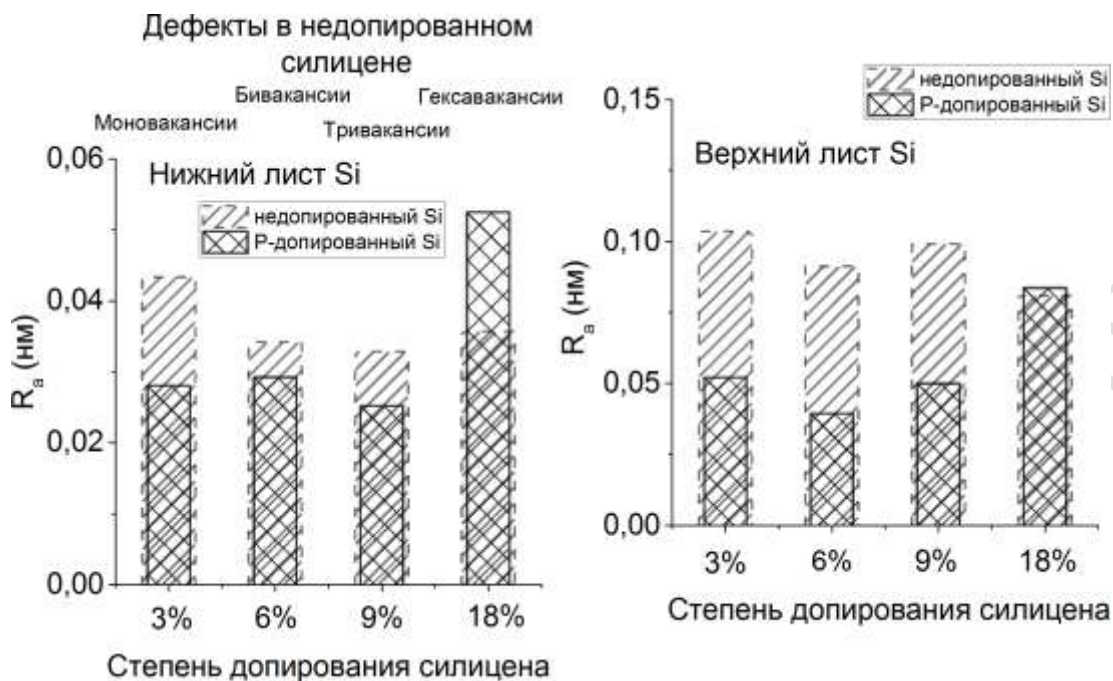 Дефекты в недопированном
силицене
Бивакансии
Гексавакансии
Моновакансии
Тривакансии
Нижний лист Si
недопированный Si
P-допированный Si
0,06
0,04
0,02
0,00
Rₐ (нм)
3%
6%
9%
18%
Степень допирования силицена
недопированный Si
P-допированный Si
Верхний лист Si
0,15
0,10
0,05
0,00
Rₐ (нм)
3%
6%
9%
18%
Степень допирования силицена